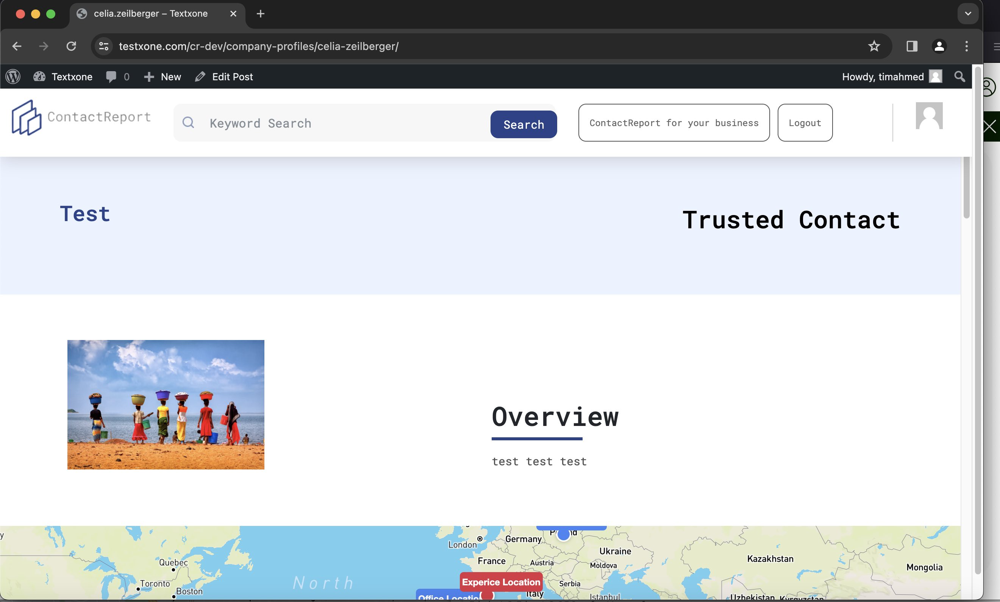 celia.zeilberger – Textxone
testxone.com/cr-dev/company-profiles/celia-zeilberger/
Textxone 0 New Edit Post Howdy, timahmed
ContactReport
Keyword Search
Search
ContactReport for your business
Logout
Test
Trusted Contact
Overview
test test test
London
Germany
Ukraine
Kazakhstan
Mongolia
France
Austria
Moldova
Quebec
Toronto
Boston
North
Experice Location
Serbia
Office Locatio
Italy
Istanbul
Uzbekistan
Kyrgyzstan